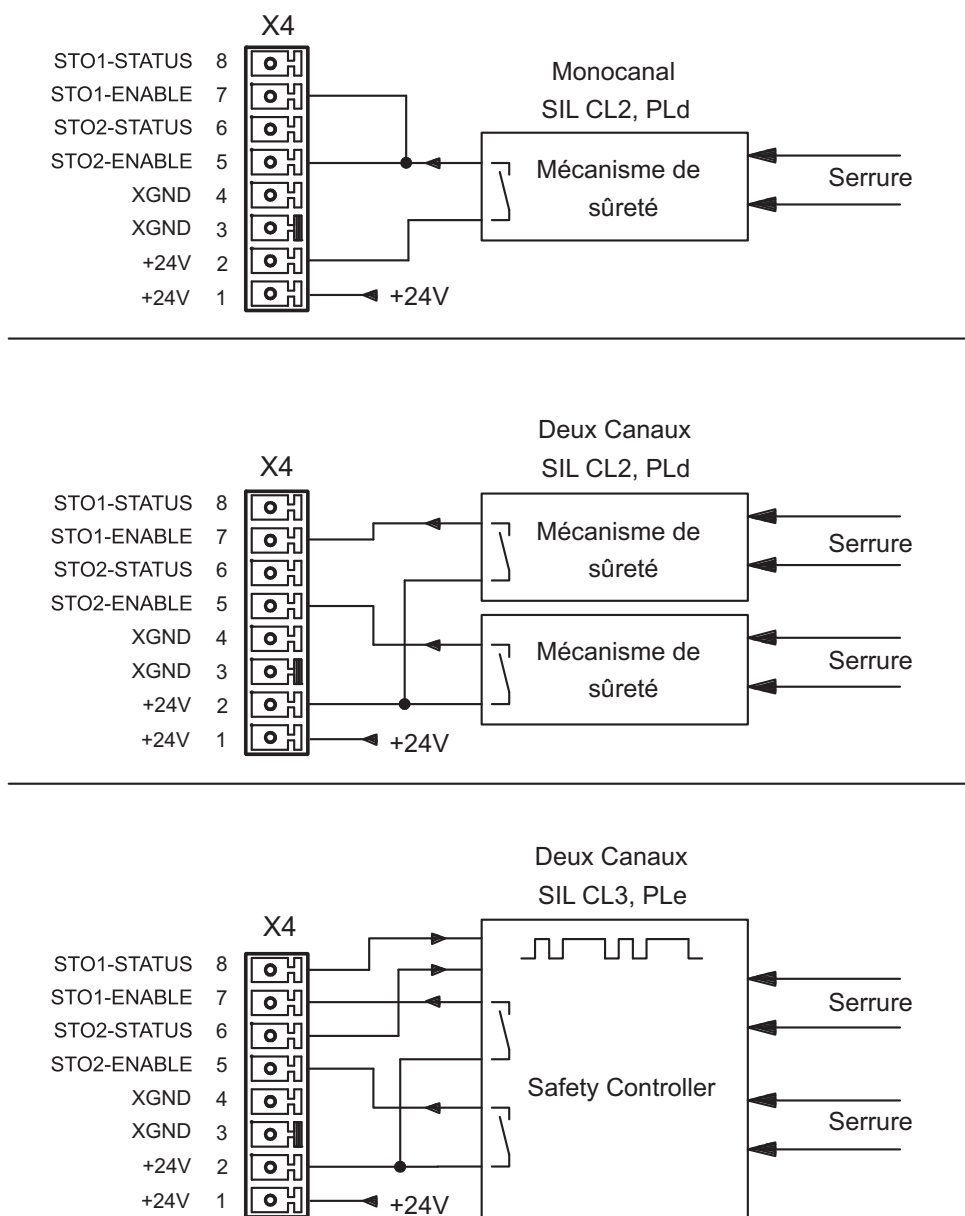 X4
STO1-STATUS 8
STO1-ENABLE 7
STO2-STATUS 6
STO2-ENABLE 5
XGND 4
XGND 3
+24V 2
+24V 1
+24V
Monocanal
SIL CL2, PLd
Mécanisme de
sûreté
Serrure
X4
STO1-STATUS 8
STO1-ENABLE 7
STO2-STATUS 6
STO2-ENABLE 5
XGND 4
XGND 3
+24V 2
+24V 1
+24V
Deux Canaux
SIL CL2, PLd
Mécanisme de
sûreté
Serrure
Mécanisme de
sûreté
Serrure
X4
STO1-STATUS 8
STO1-ENABLE 7
STO2-STATUS 6
STO2-ENABLE 5
XGND 4
XGND 3
+24V 2
+24V 1
+24V
Deux Canaux
SIL CL3, PLe
Safety Controller
Serrure
Serrure